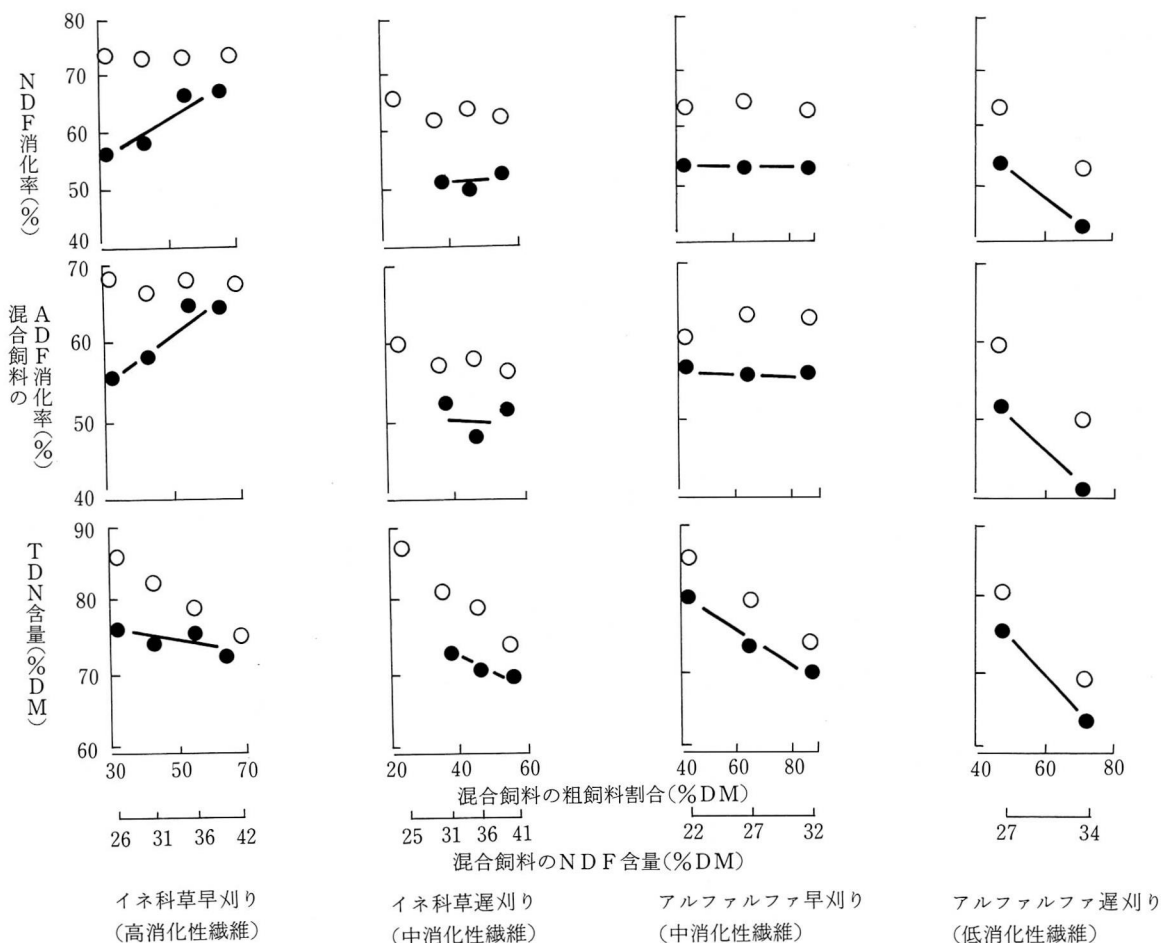 NDF消化率(%)
80
70
60
50
40
混合飼料の
ADF消化率(%)
70
60
50
40
TDN含量(%DM)
90
80
70
60
30 50 70
20 40 60
40 60 80
40 60 80
混合飼料の粗飼料割合(%DM)
26 31 36 42
25 31 36 41
22 27 32
27 34
混合飼料のNDF含量(%DM)
イネ科草早刈り
(高消化性繊維)
イネ科草遅刈り
(中消化性繊維)
アルファルファ早刈り
(中消化性繊維)
アルファルファ遅刈り
(低消化性繊維)